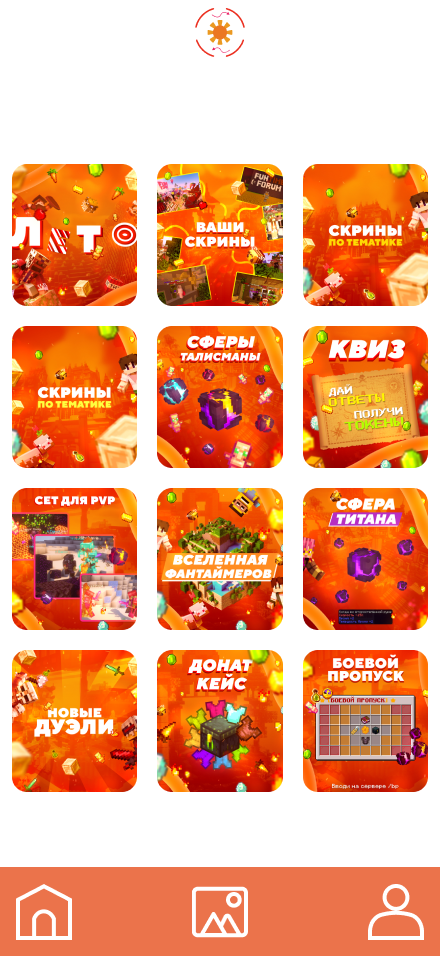 ЛОТО
FUN
FORUM
ВАШИ
СКРИНЫ
СКРИНЫ
ПО ТЕМАТИКЕ
СКРИНЫ
ПО ТЕМАТИКЕ
СФЕРЫ
ТАЛИСМАНЫ
КВИЗ
ДАЙ
ОТВЕТЫ
ПОЛУЧИ
ТОКЕНЫ
СЕТ ДЛЯ PVP
ВСЕЛЕННАЯ
ФАНТАЙМЕРОВ
СФЕРА
ТИТАНА
НОВЫЕ
ДУЭЛИ
ДОНАТ
КЕЙС
БОЕВОЙ
ПРОПУСК
БОЕВОЙ ПРОПУСК
Вводи на сервере /bp